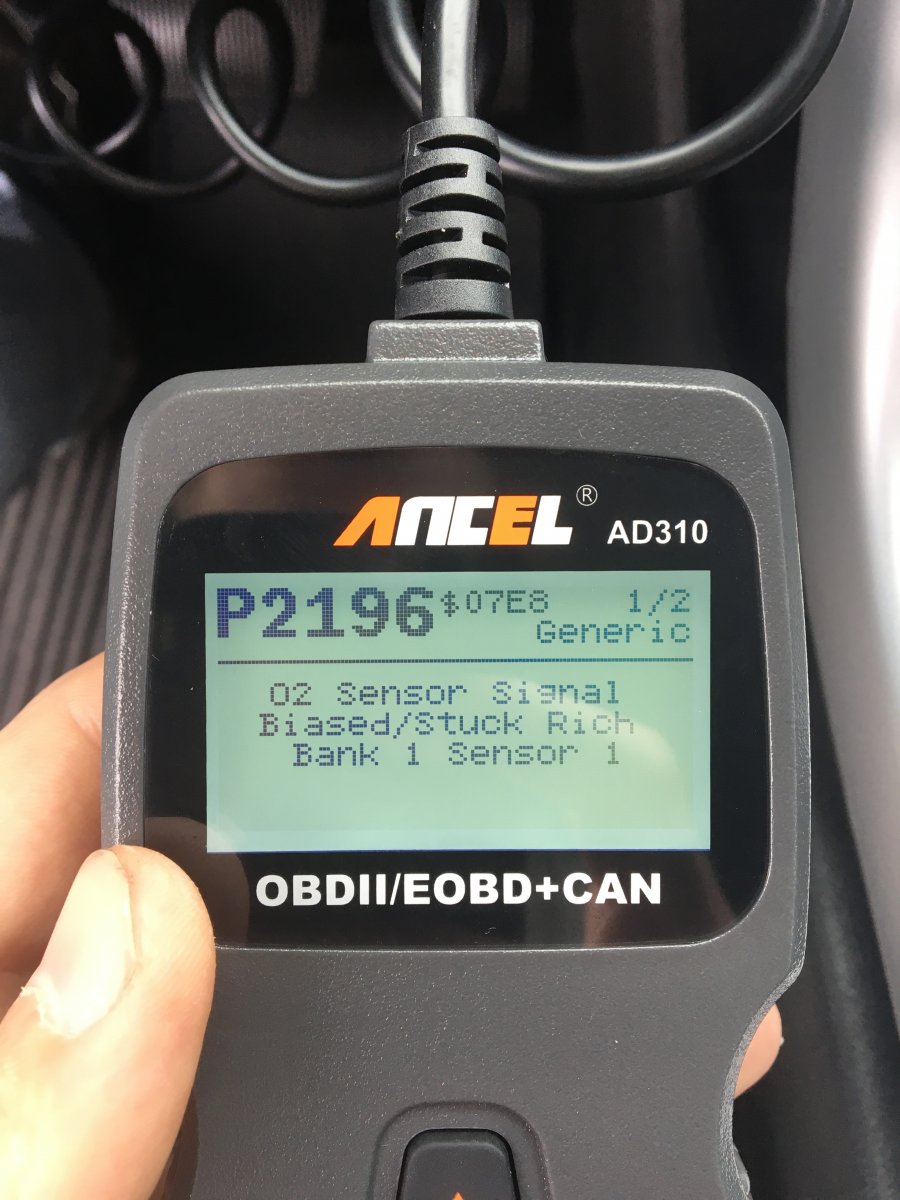 ANCEL ® AD310
P2196 $07E8 1/2
Generic
O2 Sensor Signal
Biased/Stuck Rich
Bank 1 Sensor 1
OBDII/EOBD+CAN